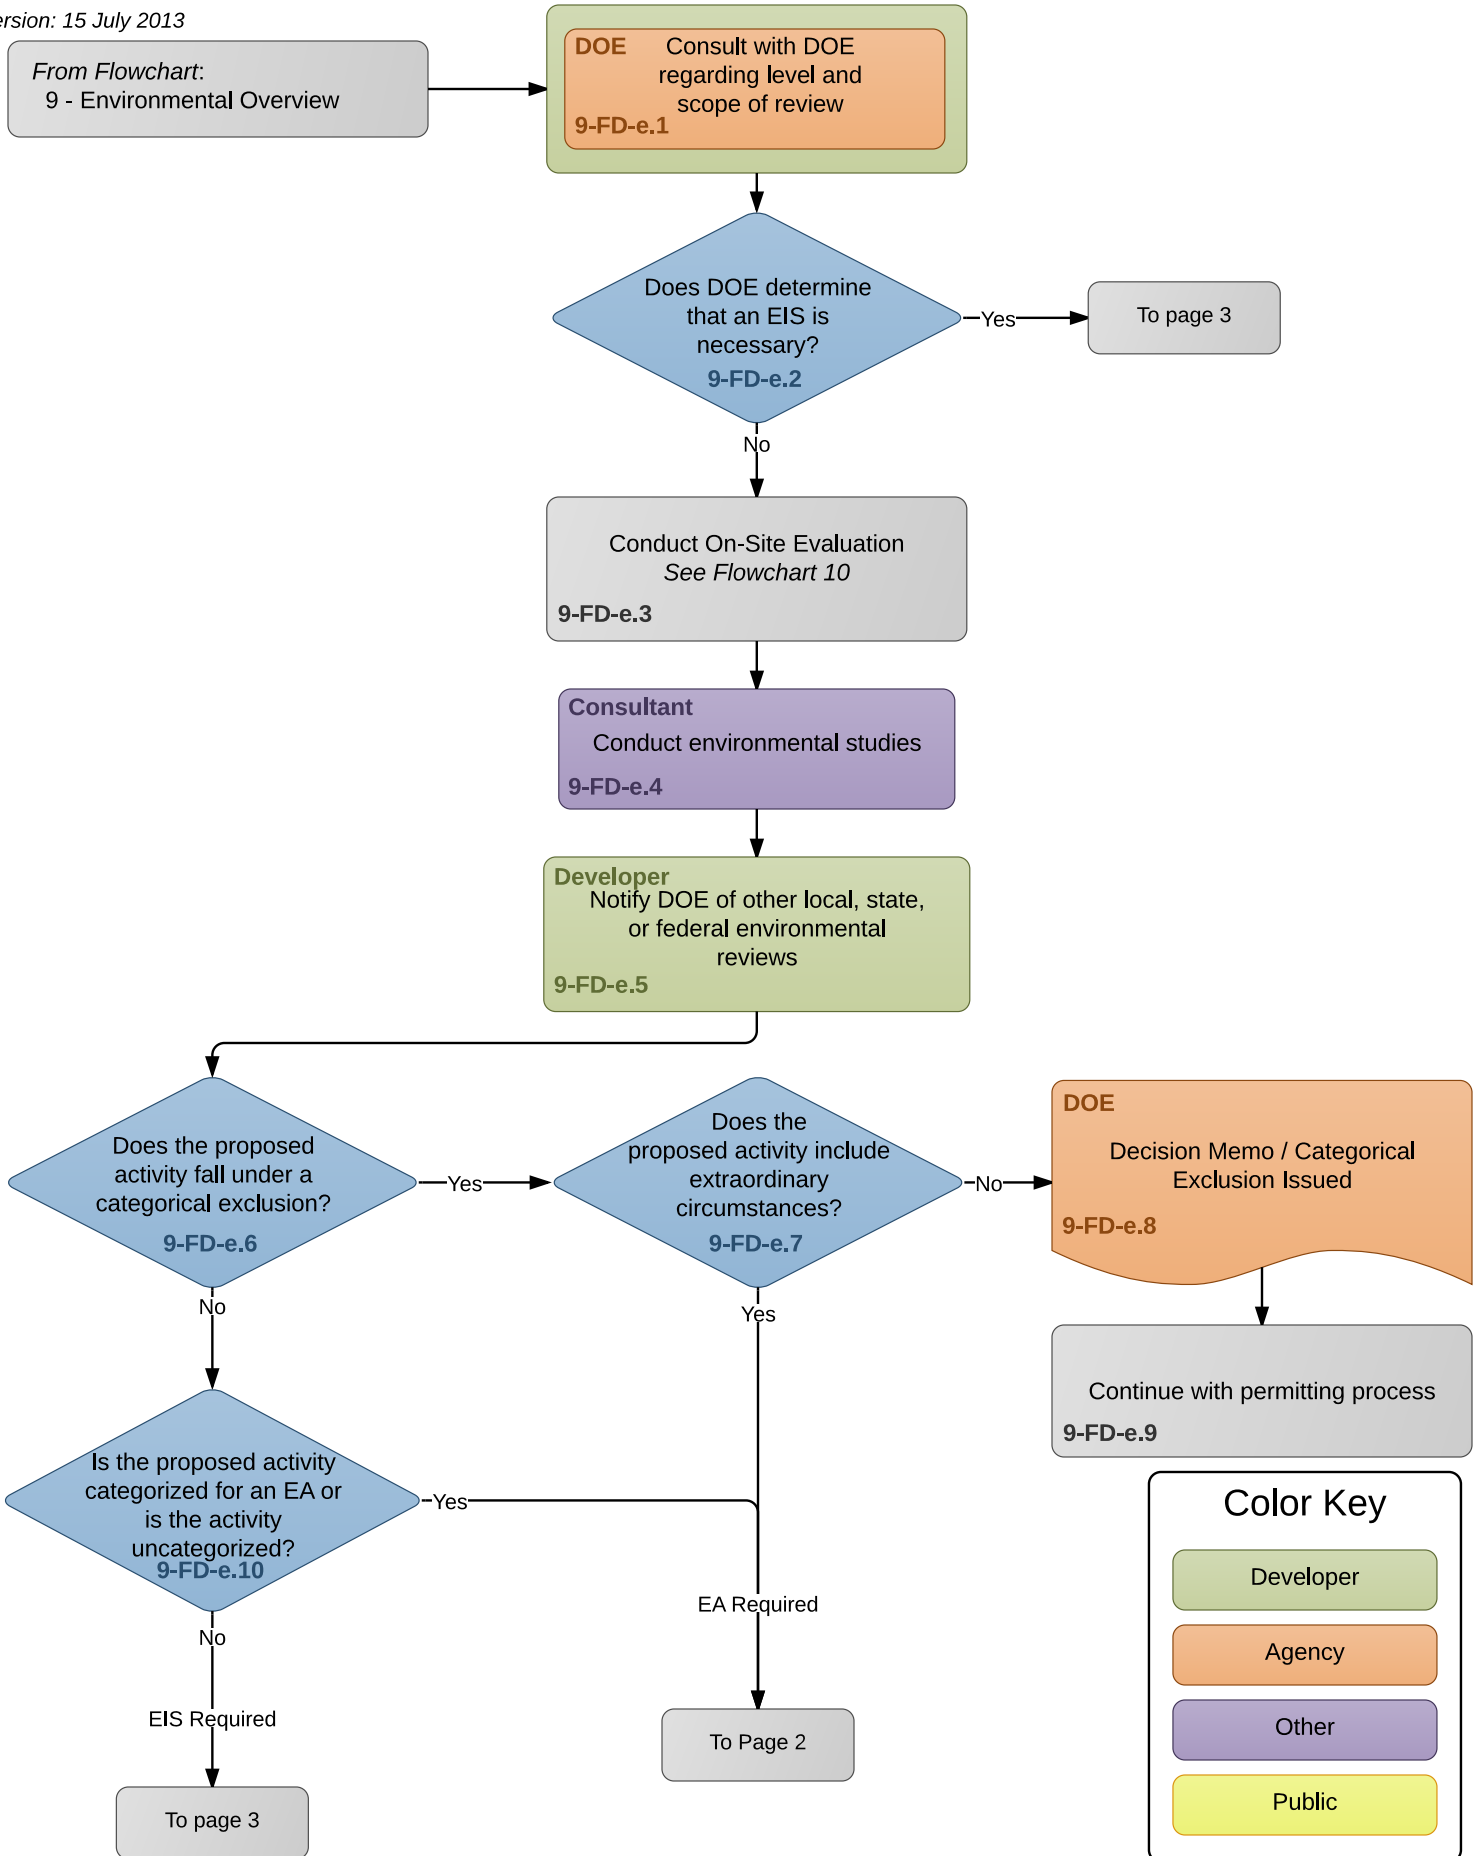 ersion: 15 July 2013
From Flowchart:
9 - Environmental Overview
DOE
Consult with DOE
regarding level and
scope of review
9-FD-e.1
Does DOE determine
that an EIS is
necessary?
9-FD-e.2
Yes
To page 3
No
Conduct On-Site Evaluation
See Flowchart 10
9-FD-e.3
Consultant
Conduct environmental studies
9-FD-e.4
Developer
Notify DOE of other local, state,
or federal environmental
reviews
9-FD-e.5
Does the proposed
activity fall under a
categorical exclusion?
9-FD-e.6
Yes
Does the
proposed activity include
extraordinary
circumstances?
9-FD-e.7
No
DOE
Decision Memo / Categorical
Exclusion Issued
9-FD-e.8
No
Yes
Continue with permitting process
9-FD-e.9
Is the proposed activity
categorized for an EA or
is the activity
uncategorized?
9-FD-e.10
Yes
EA Required
No
EIS Required
To Page 2
To page 3
Color Key
Developer
Agency
Other
Public